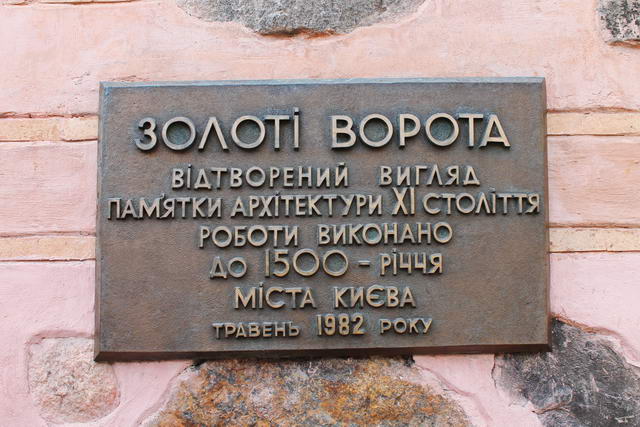 ЗОЛОТІ ВОРОТА
ВІДТВОРЕНИЙ ВИГЛЯД
ПАМ'ЯТКИ АРХІТЕКТУРИ XI СТОЛІТТЯ
РОБОТИ ВИКОНАНО
ДО 1500 - РІЧЧЯ
МІСТА КИЄВА
ТРАВЕНЬ 1982 РОКУ